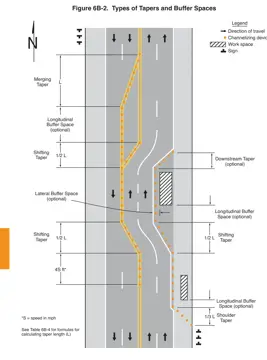 Figure 6B-2. Types of Tapers and Buffer Spaces
Legend
Direction of travel
Channelizing devi
Work space
Sign
N
Merging
Taper
L
Longitudinal
Buffer Space
(optional)
Shifting
Taper
1/2 L
Downstream Taper
(optional)
Lateral Buffer Space
(optional)
Longitudinal Buffer
Space (optional)
Shifting
Taper
1/2 L
1/2 L
Shifting
Taper
45 ft*
Longitudinal Buffer
Space (optional)
1/3 L
Shoulder
Taper
*S = speed in mph
See Table 6B-4 for formulas for
calculating taper length (L)